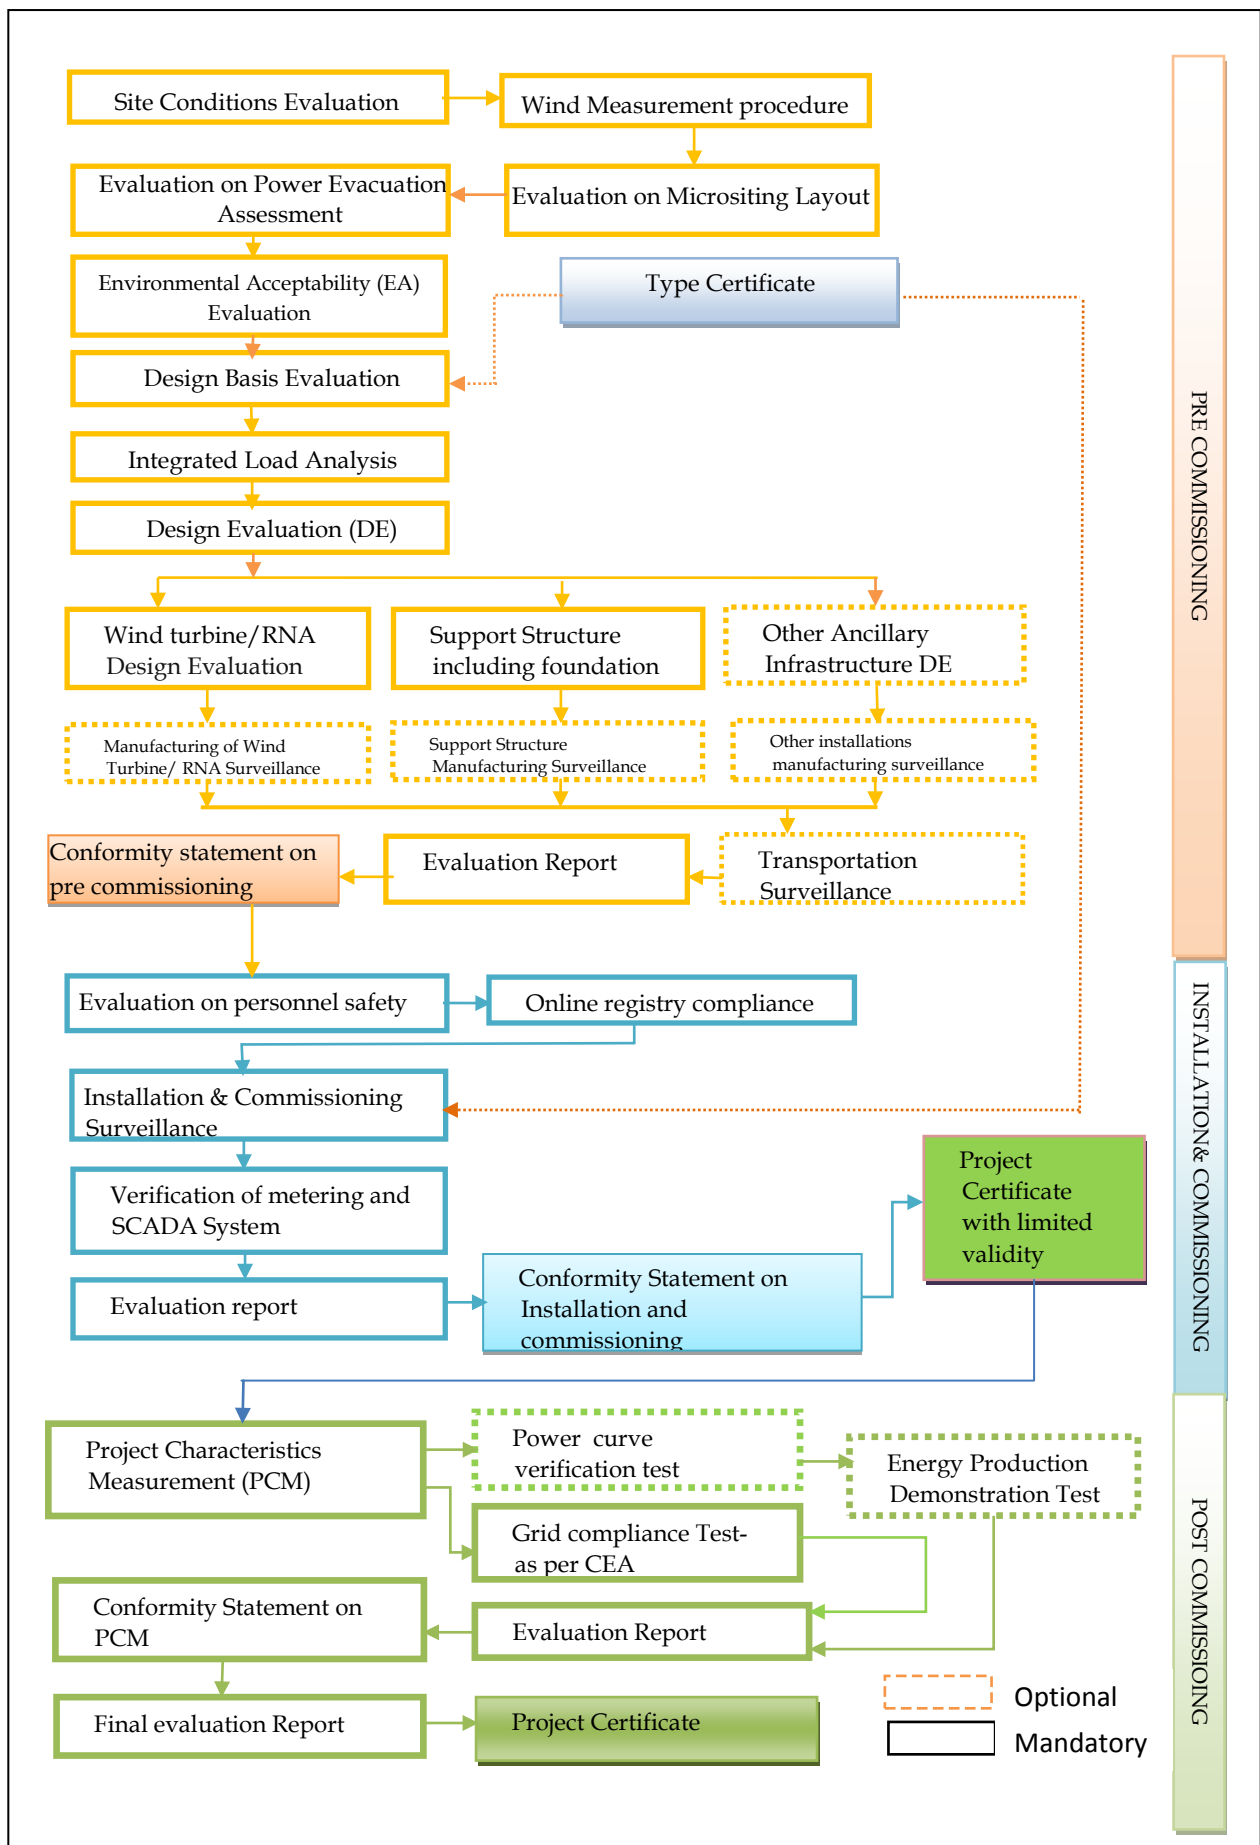 Site Conditions Evaluation
Wind Measurement procedure
Evaluation on Power Evacuation
Assessment
Evaluation on Micrositing Layout
Environmental Acceptability (EA)
Evaluation
Type Certificate
Design Basis Evaluation
Integrated Load Analysis
Design Evaluation (DE)
Wind turbine/RNA
Design Evaluation
Support Structure
including foundation
Other Ancillary
Infrastructure DE
Manufacturing of Wind
Turbine/ RNA Surveillance
Support Structure
Manufacturing Surveillance
Other installations
manufacturing surveillance
Conformity statement on
pre commissioning
Evaluation Report
Transportation
Surveillance
PRE COMMISSIONING
Evaluation on personnel safety
Online registry compliance
Installation & Commissioning
Surveillance
Verification of metering and
SCADA System
Evaluation report
Conformity Statement on
Installation and
commissioning
Project
Certificate
with limited
validity
INSTALLATION& COMMISSIONING
Project Characteristics
Measurement (PCM)
Power curve
verification test
Energy Production
Demonstration Test
Grid compliance Test-
as per CEA
Conformity Statement on
PCM
Evaluation Report
Final evaluation Report
Project Certificate
POST COMMISSIOING
Optional
Mandatory